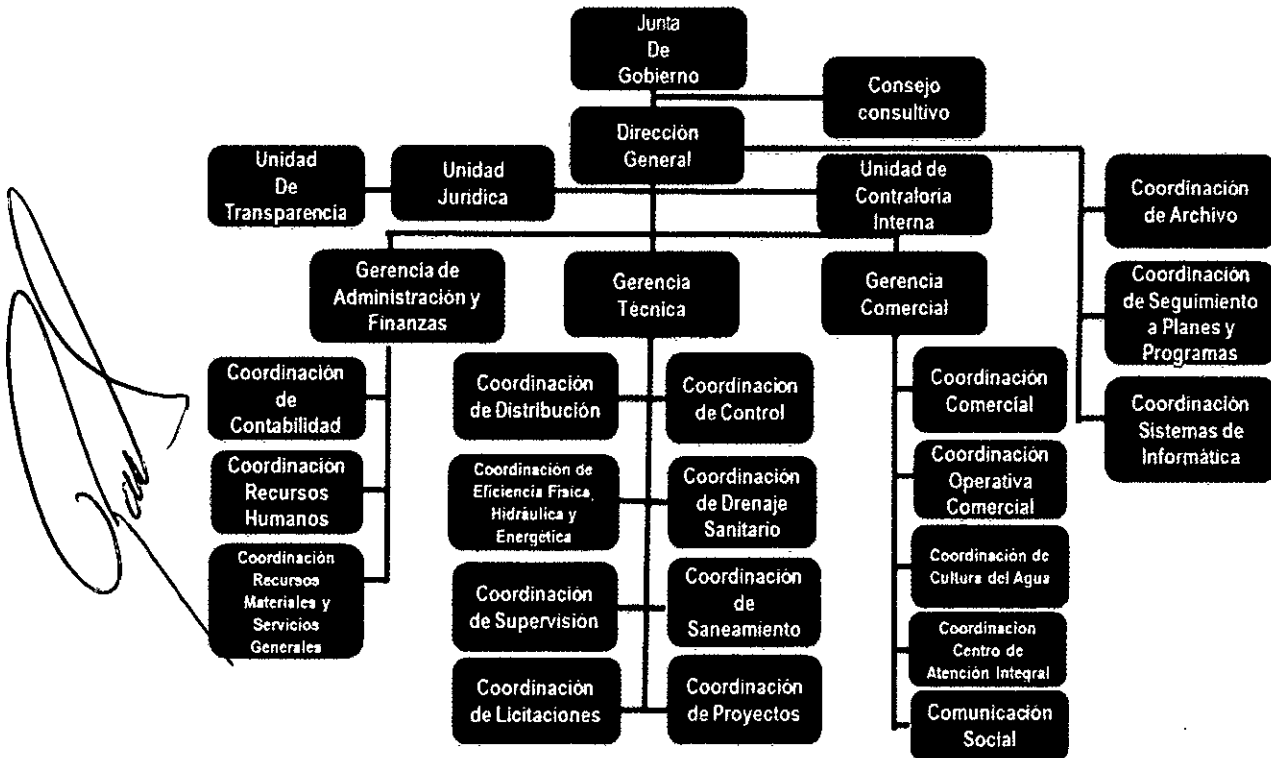 Junta
De
Gobierno
Consejo
consultivo
Dirección
General
Unidad
De
Transparencia
Unidad
Jurídica
Unidad de
Contraloria
Interna
Coordinación
de Archivo
Coordinación
de Seguimiento
a Planes y
Programas
Coordinación
Sistemas de
Informática
Gerencia de
Administración y
Finanzas
Gerencia
Técnica
Gerencia
Comercial
Coordinación
de
Contabilidad
Coordinación
Recursos
Humanos
Coordinación
Recursos
Materiales y
Servicios
Generales
Coordinación
de Distribución
Coordinacion
de Control
Coordinación de
Eficiencia Fisica,
Hidráulica y
Energética
Coordinación
de Drenaje
Sanitario
Coordinación
de Supervisión
Coordinación
de
Saneamiento
Coordinación
de Licitaciones
Coordinación
de Proyectos
Coordinación
Comercial
Coordinación
Operativa
Comercial
Coordinación de
Cultura del Agua
Coordinacion
Centro de
Atención Integral
Comunicación
Social